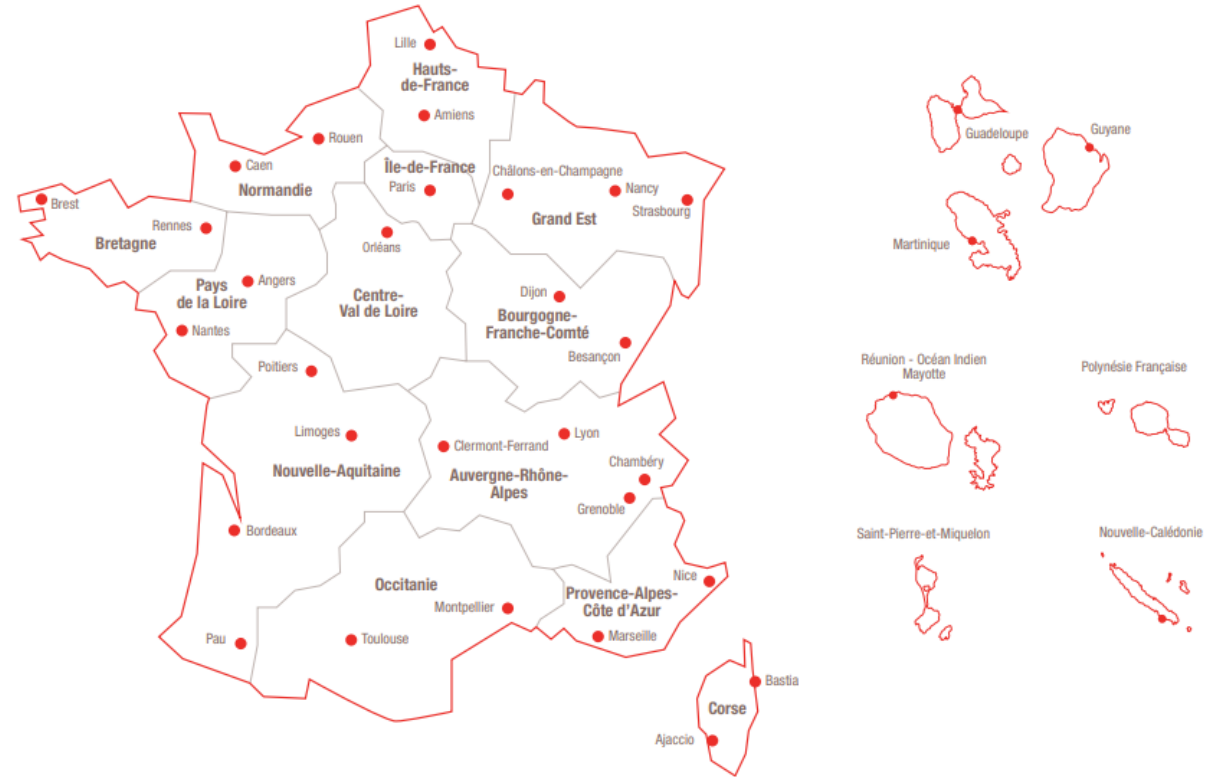 Lille
Hauts-
de-France
Amiens
Rouen
Caen
Normandie
Île-de-France
Paris
Châlons-en-Champagne
Nancy
Strasbourg
Grand Est
Brest
Rennes
Bretagne
Orléans
Angers
Pays
de la Loire
Nantes
Centre-
Val de Loire
Dijon
Bourgogne-
Franche-Comté
Besançon
Poitiers
Limoges
Nouvelle-Aquitaine
Clermont-Ferrand
Lyon
Auvergne-Rhône-
Alpes
Chambéry
Grenoble
Bordeaux
Occitanie
Montpellier
Pau
Toulouse
Nice
Provence-Alpes-
Côte d'Azur
Marseille
Bastia
Corse
Ajaccio
Guadeloupe
Guyane
Martinique
Réunion - Océan Indien
Mayotte
Polynésie Française
Saint-Pierre-et-Miquelon
Nouvelle-Calédonie